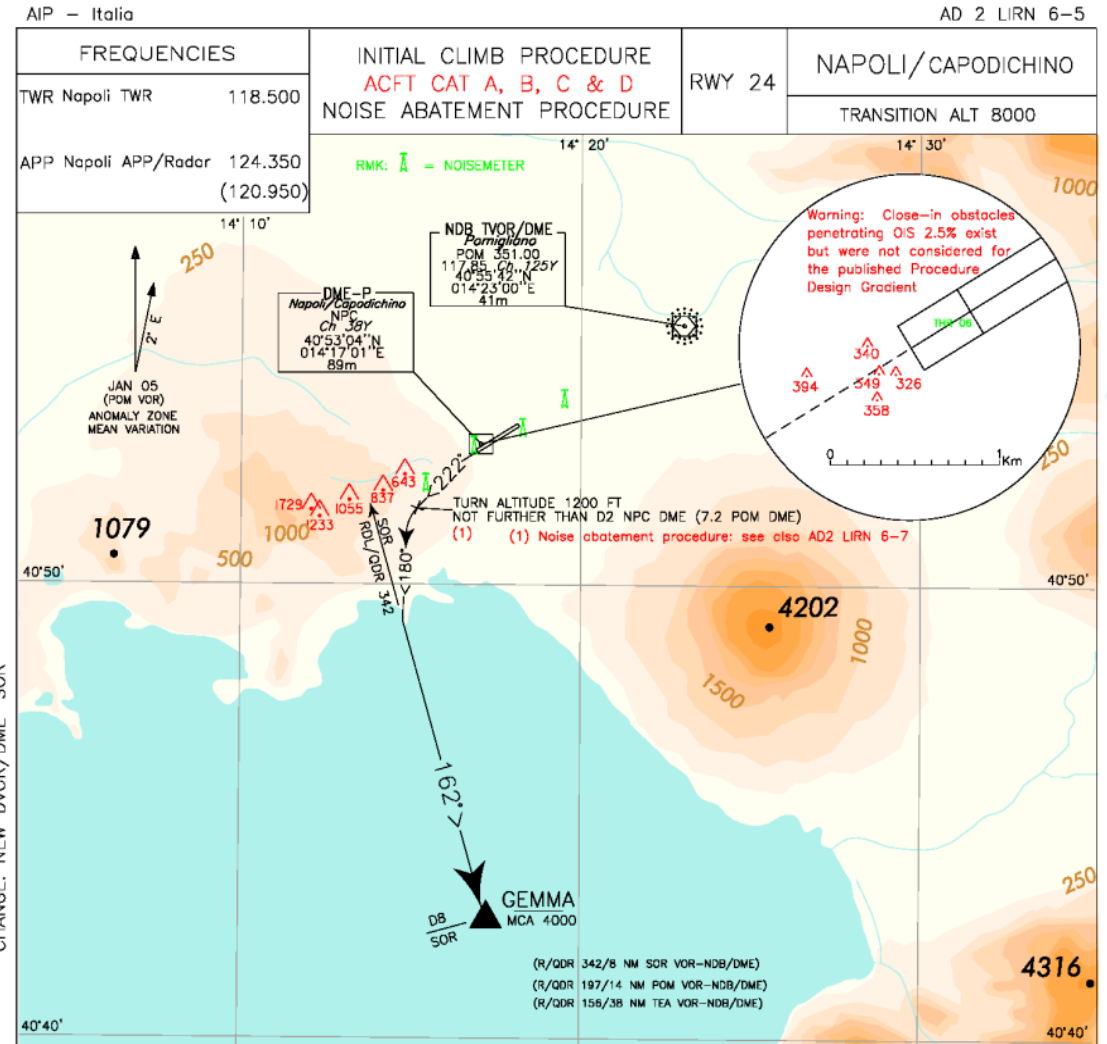 AIP – Italia
AD 2 LIRN 6–5
FREQUENCIES
TWR Napoli TWR 118.500
APP Napoli APP/Radar 124.350
(120.950)
INITIAL CLIMB PROCEDURE
ACFT CAT A, B, C & D
NOISE ABATEMENT PROCEDURE
RWY 24
NAPOLI/CAPODICHINO
TRANSITION ALT 8000
RMK: = NOISEMETER
14° 10'
14° 20'
14° 30'
1000
250
2° E
JAN 05
(POM VOR)
ANOMALY ZONE
MEAN VARIATION
NDB TVOR/DME
Pomigliano
POM 351.00
117.85 Ch. 125Y
40°55'42"N
014°23'00"E
41m
DME–P
Napoli/Capodichino
NPC
Ch 38Y
40°53'04"N
014°17'01"E
89m
Warning: Close–in obstacles
penetrating OIS 2.5% exist
but were not considered for
the published Procedure
Design Gradient
THR 06
340
394
349
326
358
0
1Km
250
<222°
643
837
1055
1729
1233
1079
1000
500
TURN ALTITUDE 1200 FT
NOT FURTHER THAN D2 NPC DME (7.2 POM DME)
(1) (1) Noise abatement procedure: see also AD2 LIRN 6–7
SOR
RDL/QDR 342
<180°
40°50'
40°50'
4202
1000
1500
162° >
GEMMA
MCA 4000
D8
SOR
(R/QDR 342/8 NM SOR VOR–NDB/DME)
(R/QDR 197/14 NM POM VOR–NDB/DME)
(R/QDR 156/38 NM TEA VOR–NDB/DME)
250
4316
40°40'
40°40'
CHANGE: NEW DVOR/DME SOR